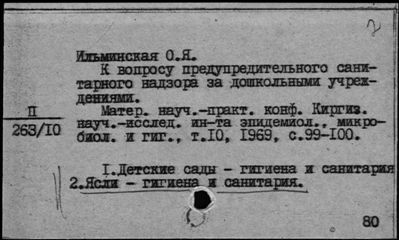 Ильминская О.Я.
К вопросу предупредительного сани-
тарного надзора за дошкольными учреж-
дениями.
II
263/10
Матер. науч.-практ. конф. Киргиз.
науч.-исслед. ин-та эпидемиол., микро-
биол. и гиг., т.10, 1969, с.99-100.
1.Детские сады - гигиена и санитария
2.Ясли - гигиена и санитария.
80